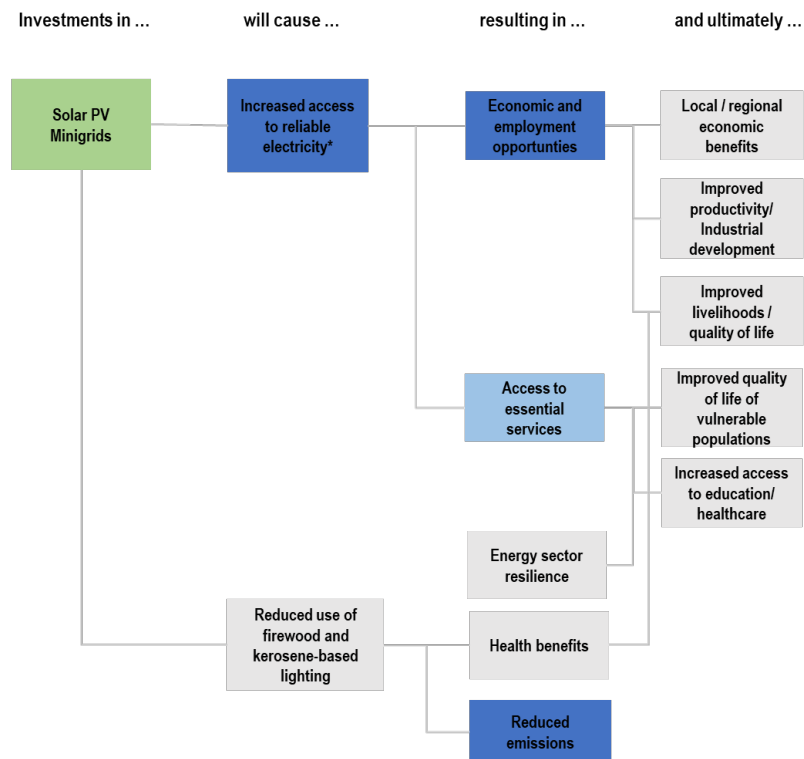 Investments in …
will cause …
resulting in …
and ultimately …
Solar PV
Minigrids
Increased access
to reliable
electricity*
Economic and
employment
opportunties
Local / regional
economic
benefits
Improved
productivity/
Industrial
development
Improved
livelihoods /
quality of life
Access to
essential
services
Improved quality
of life of
vulnerable
populations
Increased access
to education/
healthcare
Energy sector
resilience
Reduced use of
firewood and
kerosene-based
lighting
Health benefits
Reduced
emissions